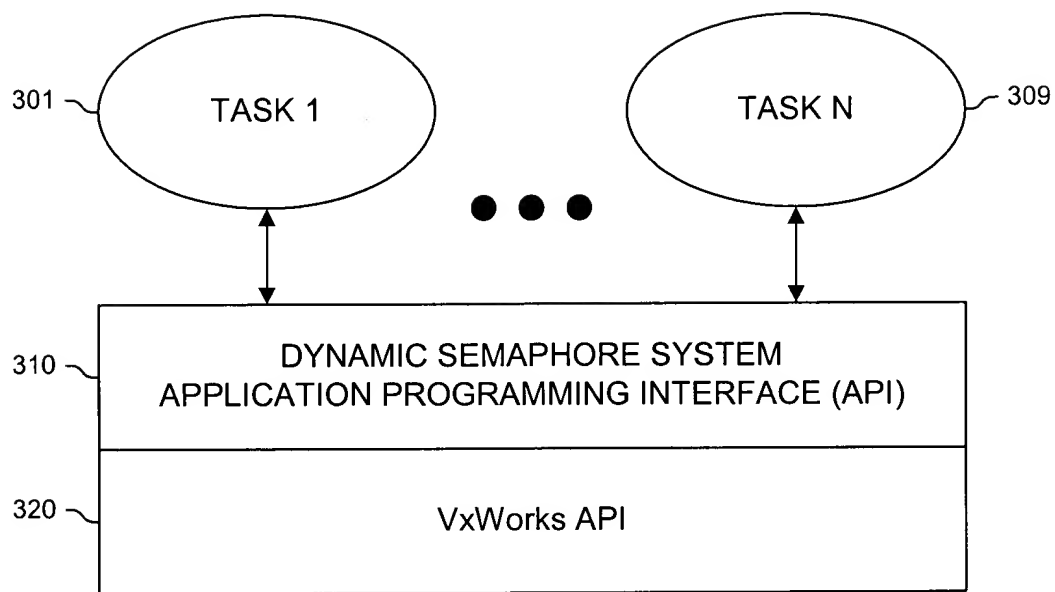 301
TASK 1
TASK N
309
310
DYNAMIC SEMAPHORE SYSTEM
APPLICATION PROGRAMMING INTERFACE (API)
320
VxWorks API